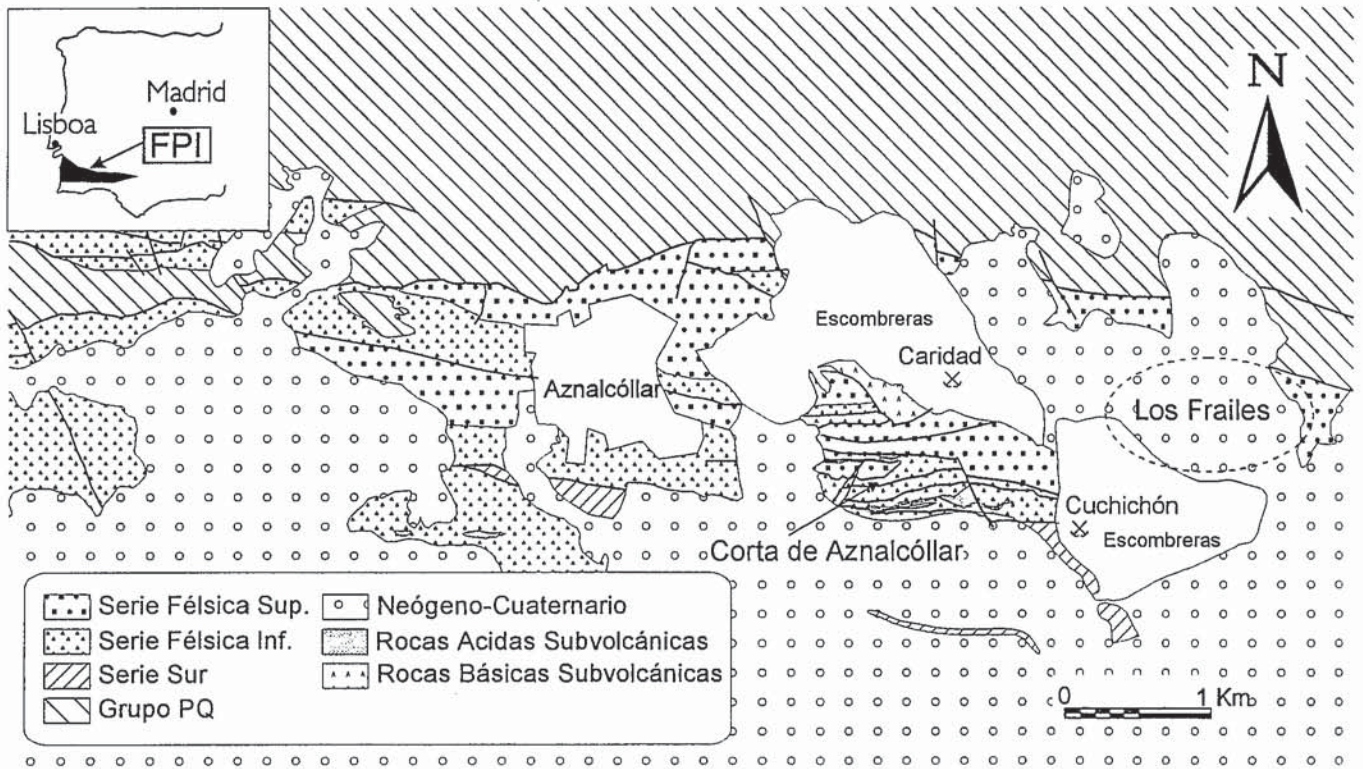 Madrid
Lisboa
FPI
N
Escombreras
Caridad
Aznalcóllar
Los Frailes
Cuchichón
Escombreras
Corta de Aznalcóllar
Serie Félsica Sup.
Serie Félsica Inf.
Serie Sur
Grupo PQ
Neógeno-Cuaternario
Rocas Acidas Subvolcánicas
Rocas Básicas Subvolcánicas
0 1 Km